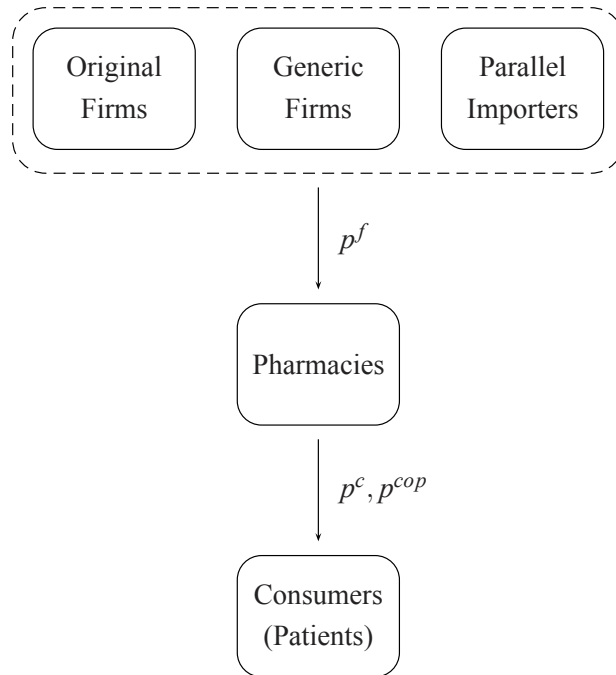 Original
Firms
Generic
Firms
Parallel
Importers
p^f
Pharmacies
p^c, p^{cop}
Consumers
(Patients)